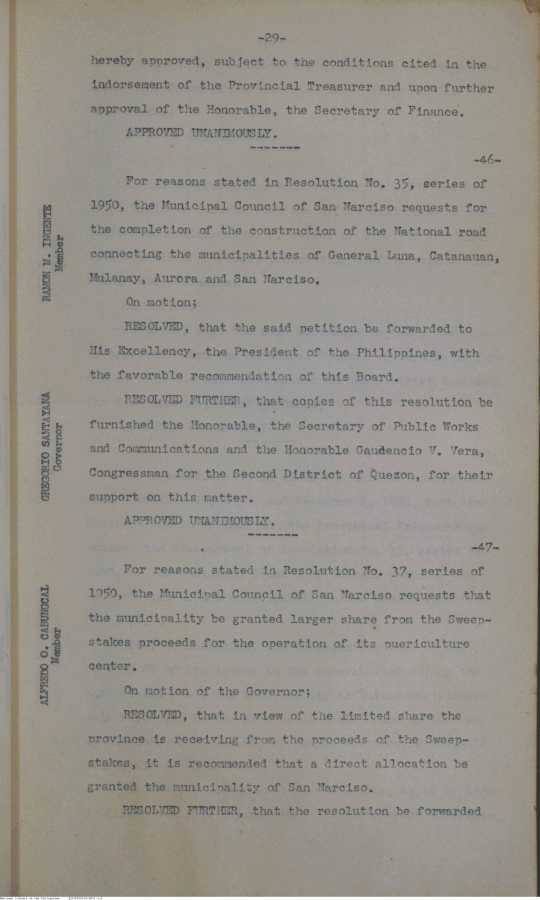 -29-
hereby approved, subject to the conditions cited in the
indorsement of the Provincial Treasurer and upon further
approval of the Honorable, the Secretary of Finance.
APPROVED UNANIMOUSLY.
-------
-46-
For reasons stated in Resolution No. 35, series of
1950, the Municipal Council of San Narciso requests for
the completion of the construction of the National road
connecting the municipalities of General Luna, Catanauan,
Mulanay, Aurora and San Narciso.
On motion;
RESOLVED, that the said petition be forwarded to
His Excellency, the President of the Philippines, with
the favorable recommendation of this Board.
RESOLVED FURTHER, that copies of this resolution be
furnished the Honorable, the Secretary of Public Works
and Communications and the Honorable Gaudencio V. Vera,
Congressman for the Second District of Quezon, for their
support on this matter.
APPROVED UNANIMOUSLY.
-------
-47-
For reasons stated in Resolution No. 37, series of
1950, the Municipal Council of San Narciso requests that
the municipality be granted larger share from the Sweep-
stakes proceeds for the operation of its puericulture
center.
On motion of the Governor;
RESOLVED, that in view of the limited share the
province is receiving from the proceeds of the Sweep-
stakes, it is recommended that a direct allocation be
granted the municipality of San Narciso.
RESOLVED FURTHER, that the resolution be forwarded
RAMON M. INGENTE
Member
GREGORIO SANTAYANA
Governor
ALFREDO O. CABUNGCAL
Member
National Library of the Philippines